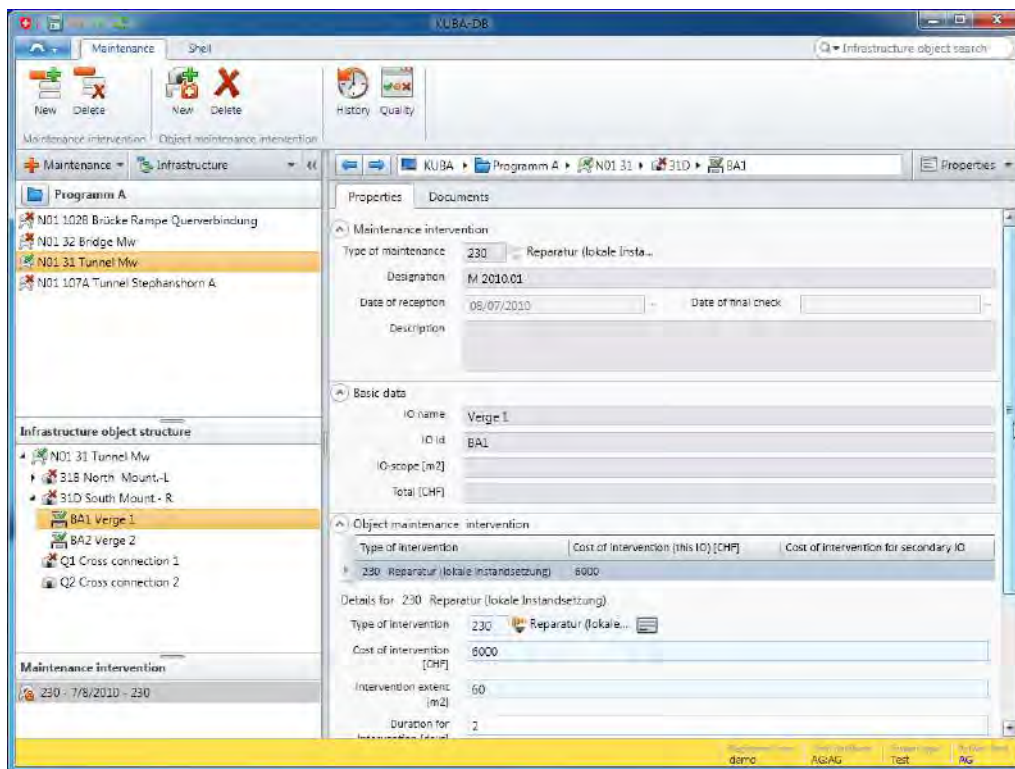 KUBA-DB
Maintenance Shell
Infrastructure object search
New Delete New Delete History Quality
Maintenance intervention Object maintenance intervention
Maintenance Infrastructure
KUBA Programm A N01 31 31D BA1
Properties
Programm A
N01 102B Brücke Rampe Querverbindung
N01 32 Bridge Mw
N01 31 Tunnel Mw
N01 107A Tunnel Stephanshorn A
Infrastructure object structure
N01 31 Tunnel Mw
31B North Mount.-L
31D South Mount - R
BA1 Verge 1
BA2 Verge 2
Q1 Cross connection 1
Q2 Cross connection 2
Maintenance intervention
230 - 7/8/2010 - 230
Properties Documents
Maintenance intervention
Type of maintenance 230 Reparatur (lokale Insta...
Designation M 2010.01
Date of reception 08/07/2010 Date of final check
Description
Basic data
IO name Verge 1
IO id BA1
IO-scope [m2]
Total [CHF]
Object maintenance intervention
Type of intervention Cost of intervention (this IO) [CHF] Cost of intervention for secondary IO
230 Reparatur (lokale Instandsetzung) 6000
Details for 230 Reparatur (lokale Instandsetzung)
Type of intervention 230 Reparatur (lokale...
Cost of intervention [CHF] 6000
Intervention extent [m2] 60
Duration for 2
demo AG:AG Test AG